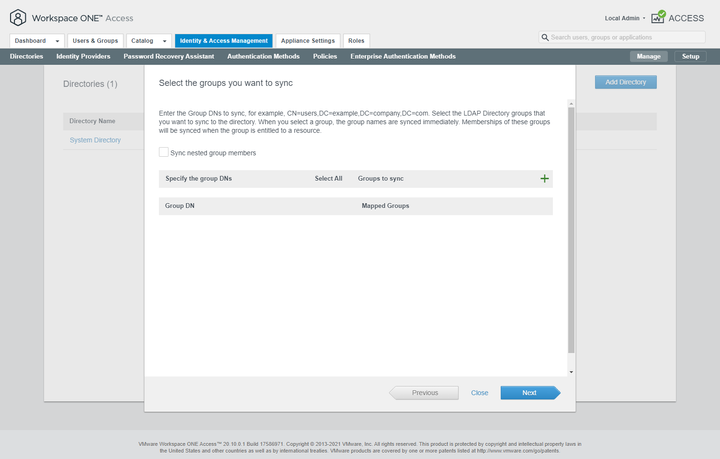 Workspace ONE™ Access
Local Admin
ACCESS
Dashboard
Users & Groups
Catalog
Identity & Access Management
Appliance Settings
Roles
Search users, groups or applications
Directories
Identity Providers
Password Recovery Assistant
Authentication Methods
Policies
Enterprise Authentication Methods
Manage
Setup
Directories (1)
Add Directory
Directory Name
System Directory
Select the groups you want to sync
Enter the Group DNs to sync, for example, CN=users,DC=example,DC=company,DC=com. Select the LDAP Directory groups that
you want to sync to the directory. When you select a group, the group names are synced immediately. Memberships of these groups
will be synced when the group is entitled to a resource.
Sync nested group members
Specify the group DNs
Select All
Groups to sync
Group DN
Mapped Groups
Previous
Close
Next
VMware Workspace ONE Access™ 20.10.0.1 Build 17586971 Copyright © 2013-2021 VMware, Inc. All rights reserved. This product is protected by copyright and intellectual property laws in
the United States and other countries as well as by international treaties. VMware products are covered by one or more patents listed at http://www.vmware.com/go/patents.